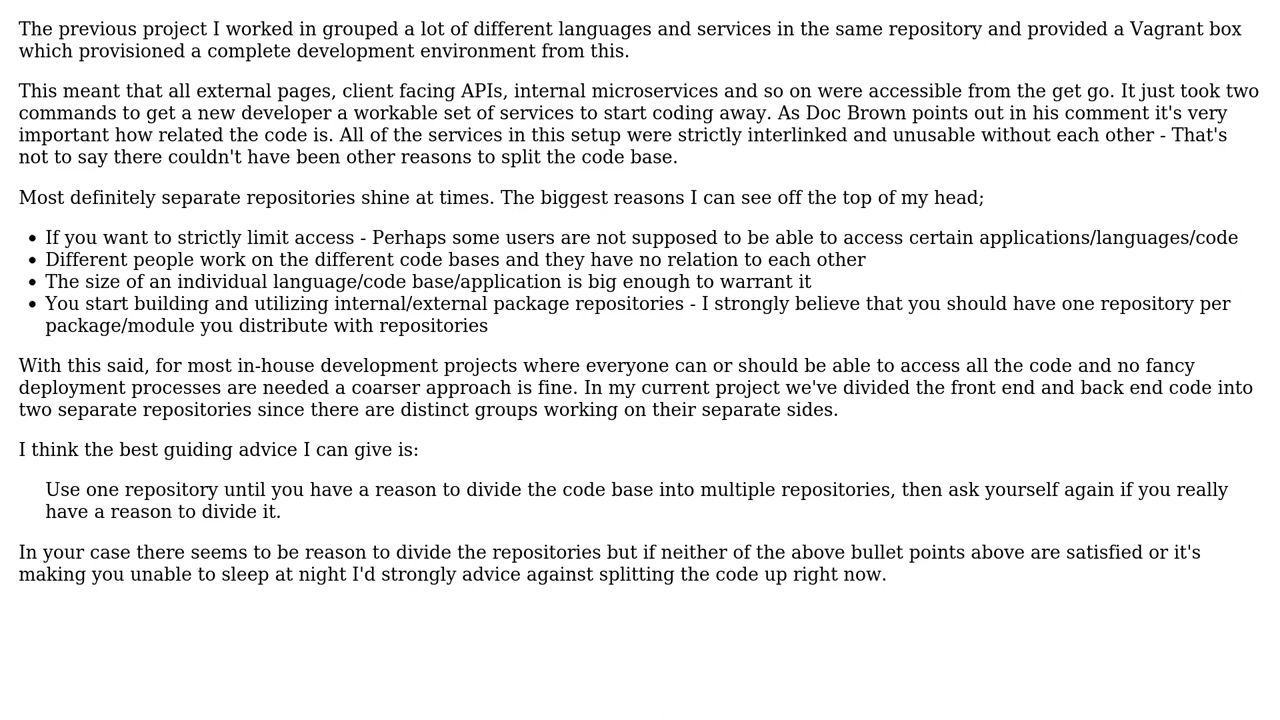 The previous project I worked in grouped a lot of different languages and services in the same repository and provided a Vagrant box
which provisioned a complete development environment from this.
This meant that all external pages, client facing APIs, internal microservices and so on were accessible from the get go. It just took two
commands to get a new developer a workable set of services to start coding away. As Doc Brown points out in his comment it's very
important how related the code is. All of the services in this setup were strictly interlinked and unusable without each other - That's
not to say there couldn't have been other reasons to split the code base.
Most definitely separate repositories shine at times. The biggest reasons I can see off the top of my head;
• If you want to strictly limit access - Perhaps some users are not supposed to be able to access certain applications/languages/code
• Different people work on the different code bases and they have no relation to each other
• The size of an individual language/code base/application is big enough to warrant it
• You start building and utilizing internal/external package repositories - I strongly believe that you should have one repository per
package/module you distribute with repositories
With this said, for most in-house development projects where everyone can or should be able to access all the code and no fancy
deployment processes are needed a coarser approach is fine. In my current project we've divided the front end and back end code into
two separate repositories since there are distinct groups working on their separate sides.
I think the best guiding advice I can give is:
Use one repository until you have a reason to divide the code base into multiple repositories, then ask yourself again if you really
have a reason to divide it.
In your case there seems to be reason to divide the repositories but if neither of the above bullet points above are satisfied or it's
making you unable to sleep at night I'd strongly advice against splitting the code up right now.